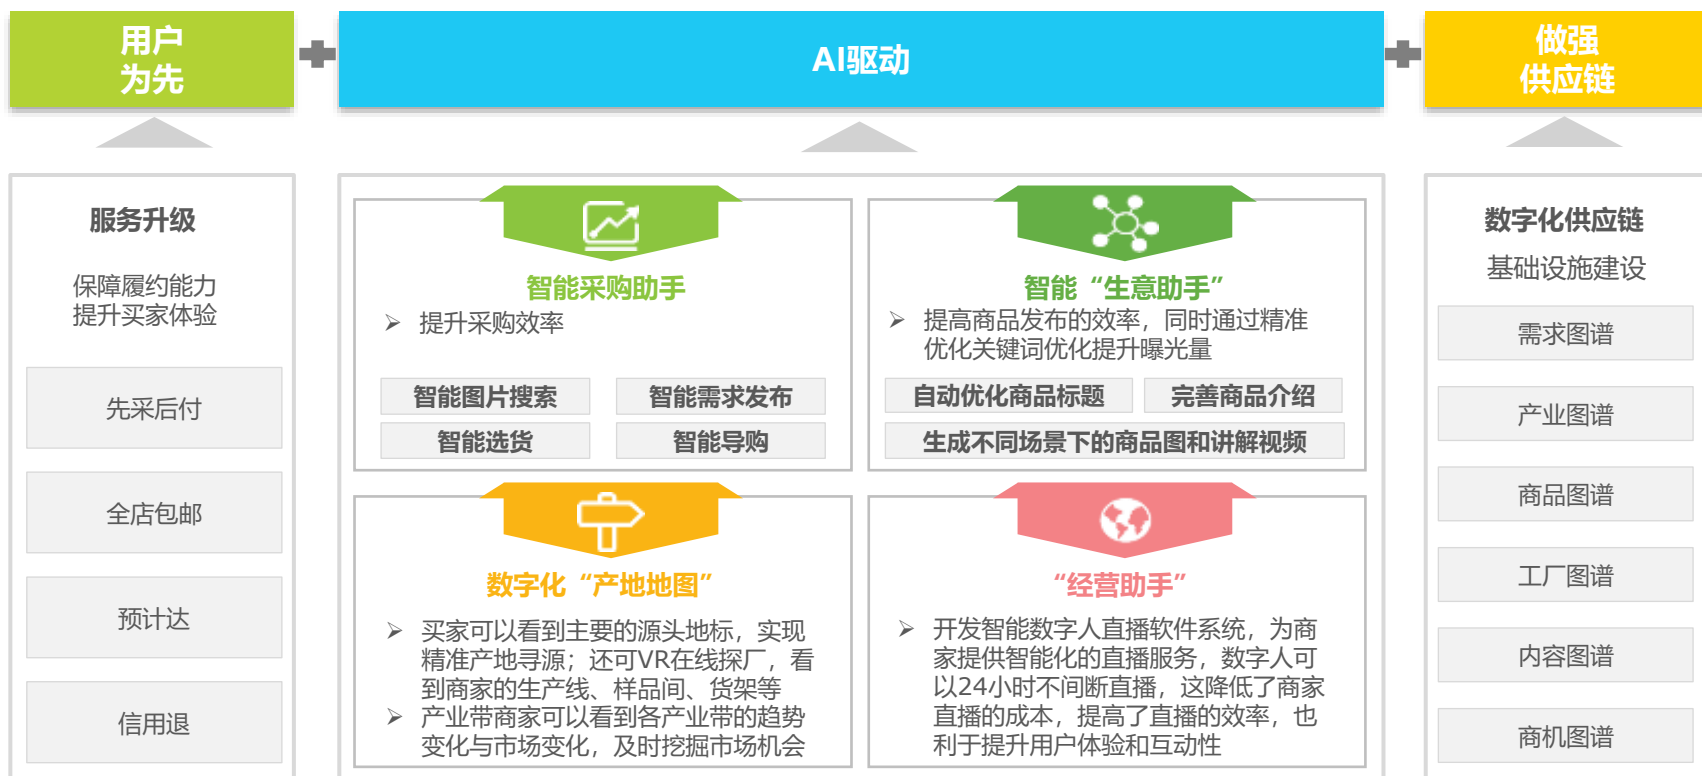 用户
为先
AI驱动
做强
供应链
服务升级
保障履约能力
提升买家体验
先采后付
全店包邮
预计达
信用退
智能采购助手
➢ 提升采购效率
智能图片搜索
智能需求发布
智能选货
智能导购
智能“生意助手”
➢ 提高商品发布的效率，同时通过精准
优化关键词优化提升曝光量
自动优化商品标题
完善商品介绍
生成不同场景下的商品图和讲解视频
数字化“产地地图”
➢ 买家可以看到主要的源头地标，实现
精准产地寻源；还可VR在线探厂，看
到商家的生产线、样品间、货架等
➢ 产业带商家可以看到各产业带的趋势
变化与市场变化，及时挖掘市场机会
“经营助手”
➢ 开发智能数字人直播软件系统，为商
家提供智能化的直播服务，数字人可
以24小时不间断直播，这降低了商家
直播的成本，提高了直播的效率，也
利于提升用户体验和互动性
数字化供应链
基础设施建设
需求图谱
产业图谱
商品图谱
工厂图谱
内容图谱
商机图谱